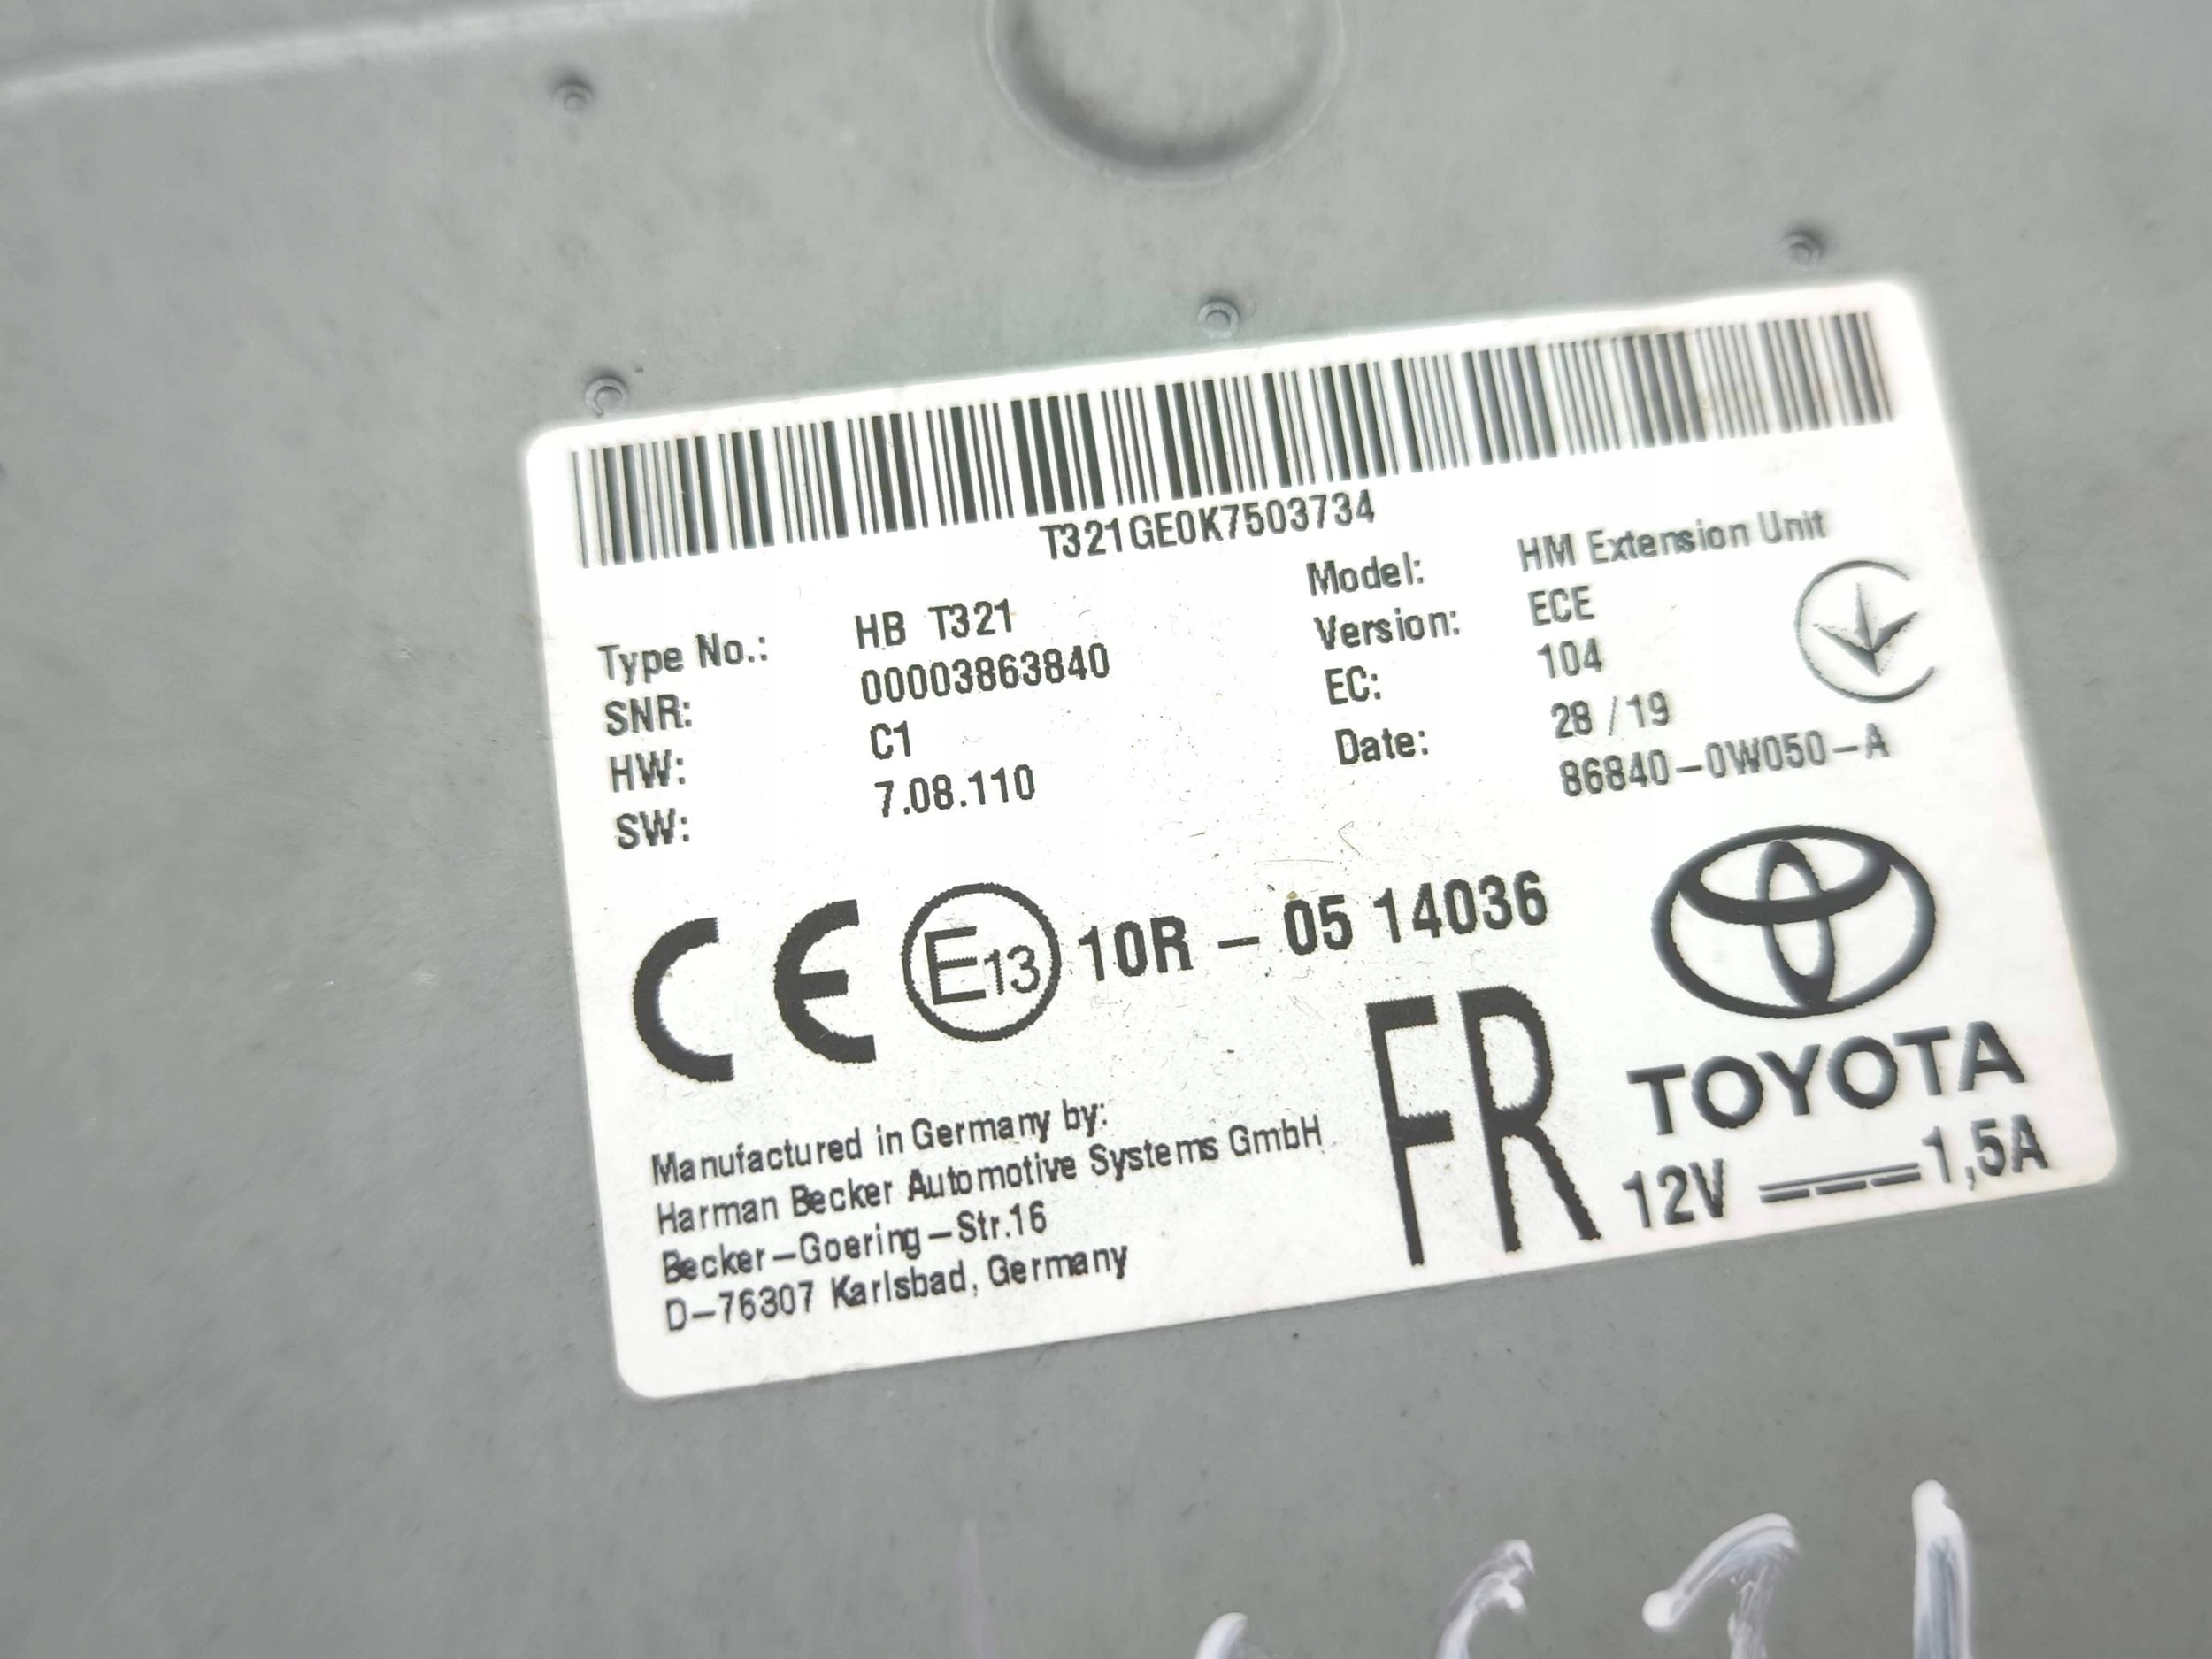 T321GE0K7503734
Type No.: HB T321 Model: HM Extension Unit
SNR: 00003863840 Version: ECE
HW: C1 EC: 104
SW: 7.08.110 Date: 28 / 19
86840-0W050-A
CE E13 10R - 05 14036
FR
TOYOTA
12V 1,5A
Manufactured in Germany by:
Harman Becker Automotive Systems GmbH
Becker-Goering-Str.16
D-76307 Karlsbad, Germany